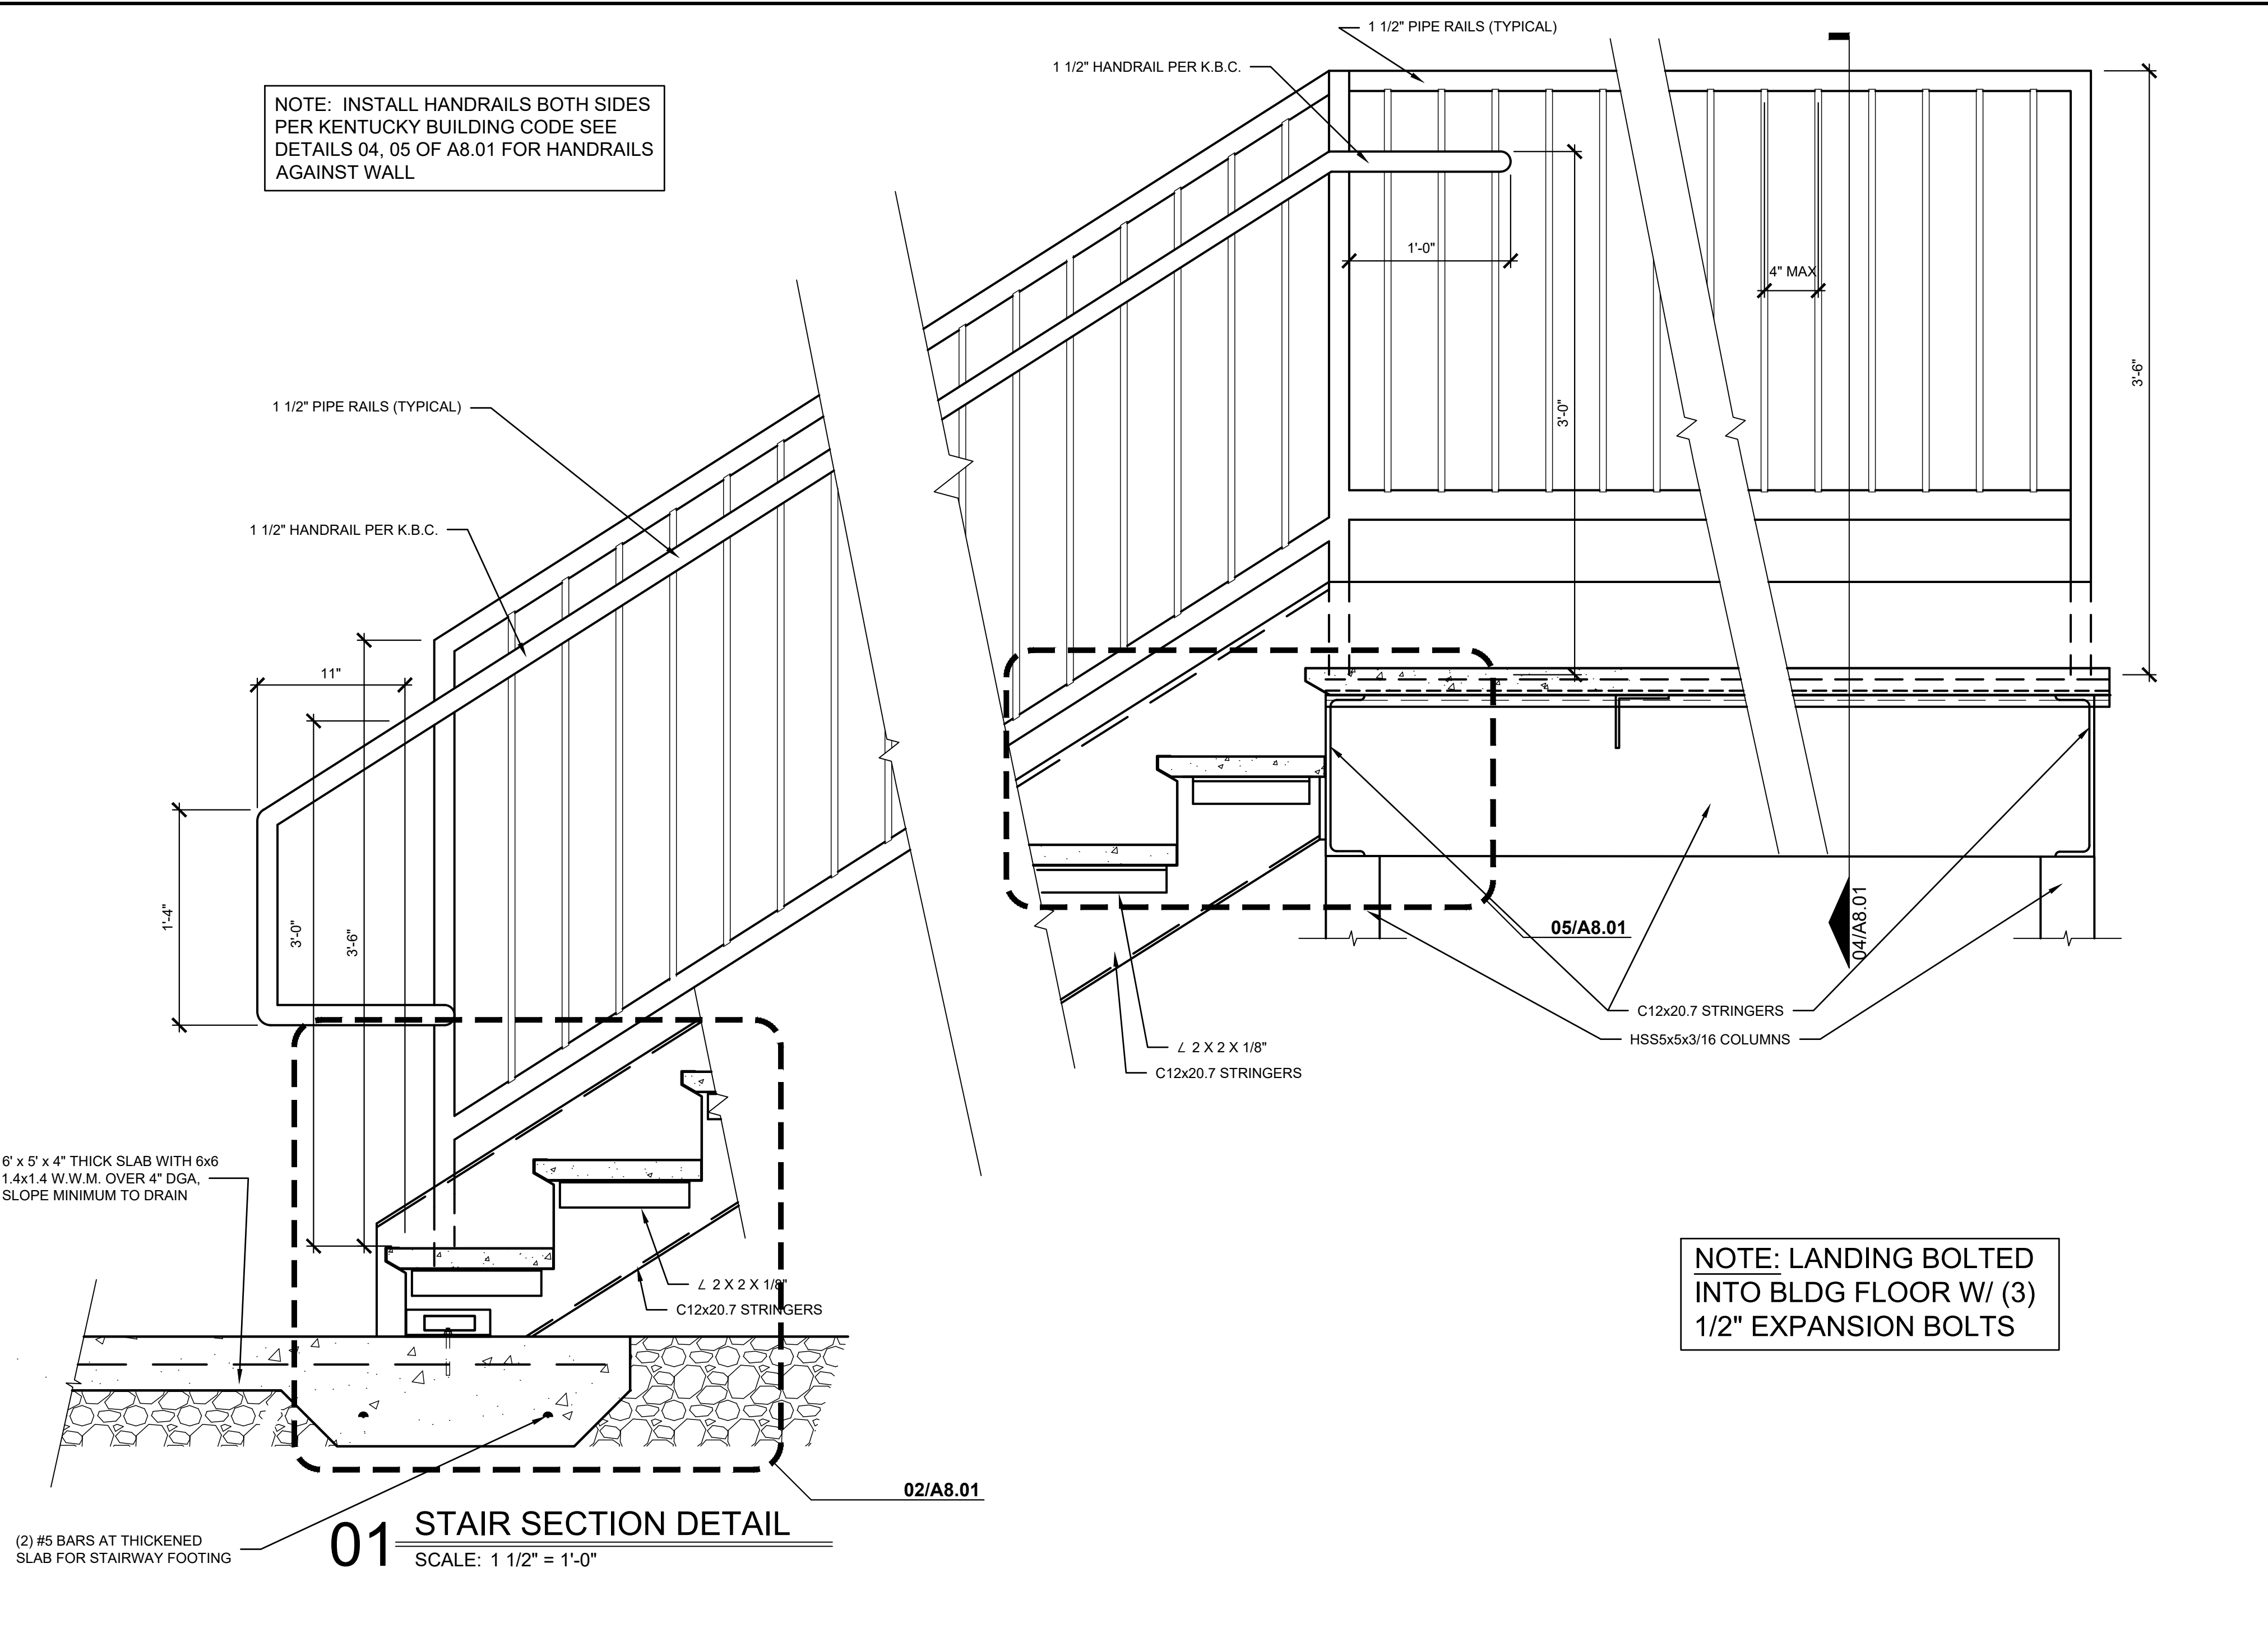 1 1/2" PIPE RAILS (TYPICAL)
1 1/2" HANDRAIL PER K.B.C.
NOTE: INSTALL HANDRAILS BOTH SIDES
PER KENTUCKY BUILDING CODE SEE
DETAILS 04, 05 OF A8.01 FOR HANDRAILS
AGAINST WALL
1'-0"
4" MAX
3'-6"
3'-0"
1 1/2" PIPE RAILS (TYPICAL)
1 1/2" HANDRAIL PER K.B.C.
11"
1'-4"
3'-0"
3'-6"
05/A8.01
04/A8.01
C12x20.7 STRINGERS
HSS5x5x3/16 COLUMNS
∠ 2 X 2 X 1/8"
C12x20.7 STRINGERS
6' x 5' x 4" THICK SLAB WITH 6x6
1.4x1.4 W.W.M. OVER 4" DGA,
SLOPE MINIMUM TO DRAIN
∠ 2 X 2 X 1/8"
C12x20.7 STRINGERS
NOTE: LANDING BOLTED
INTO BLDG FLOOR W/ (3)
1/2" EXPANSION BOLTS
02/A8.01
(2) #5 BARS AT THICKENED
SLAB FOR STAIRWAY FOOTING
01 STAIR SECTION DETAIL
SCALE: 1 1/2" = 1'-0"